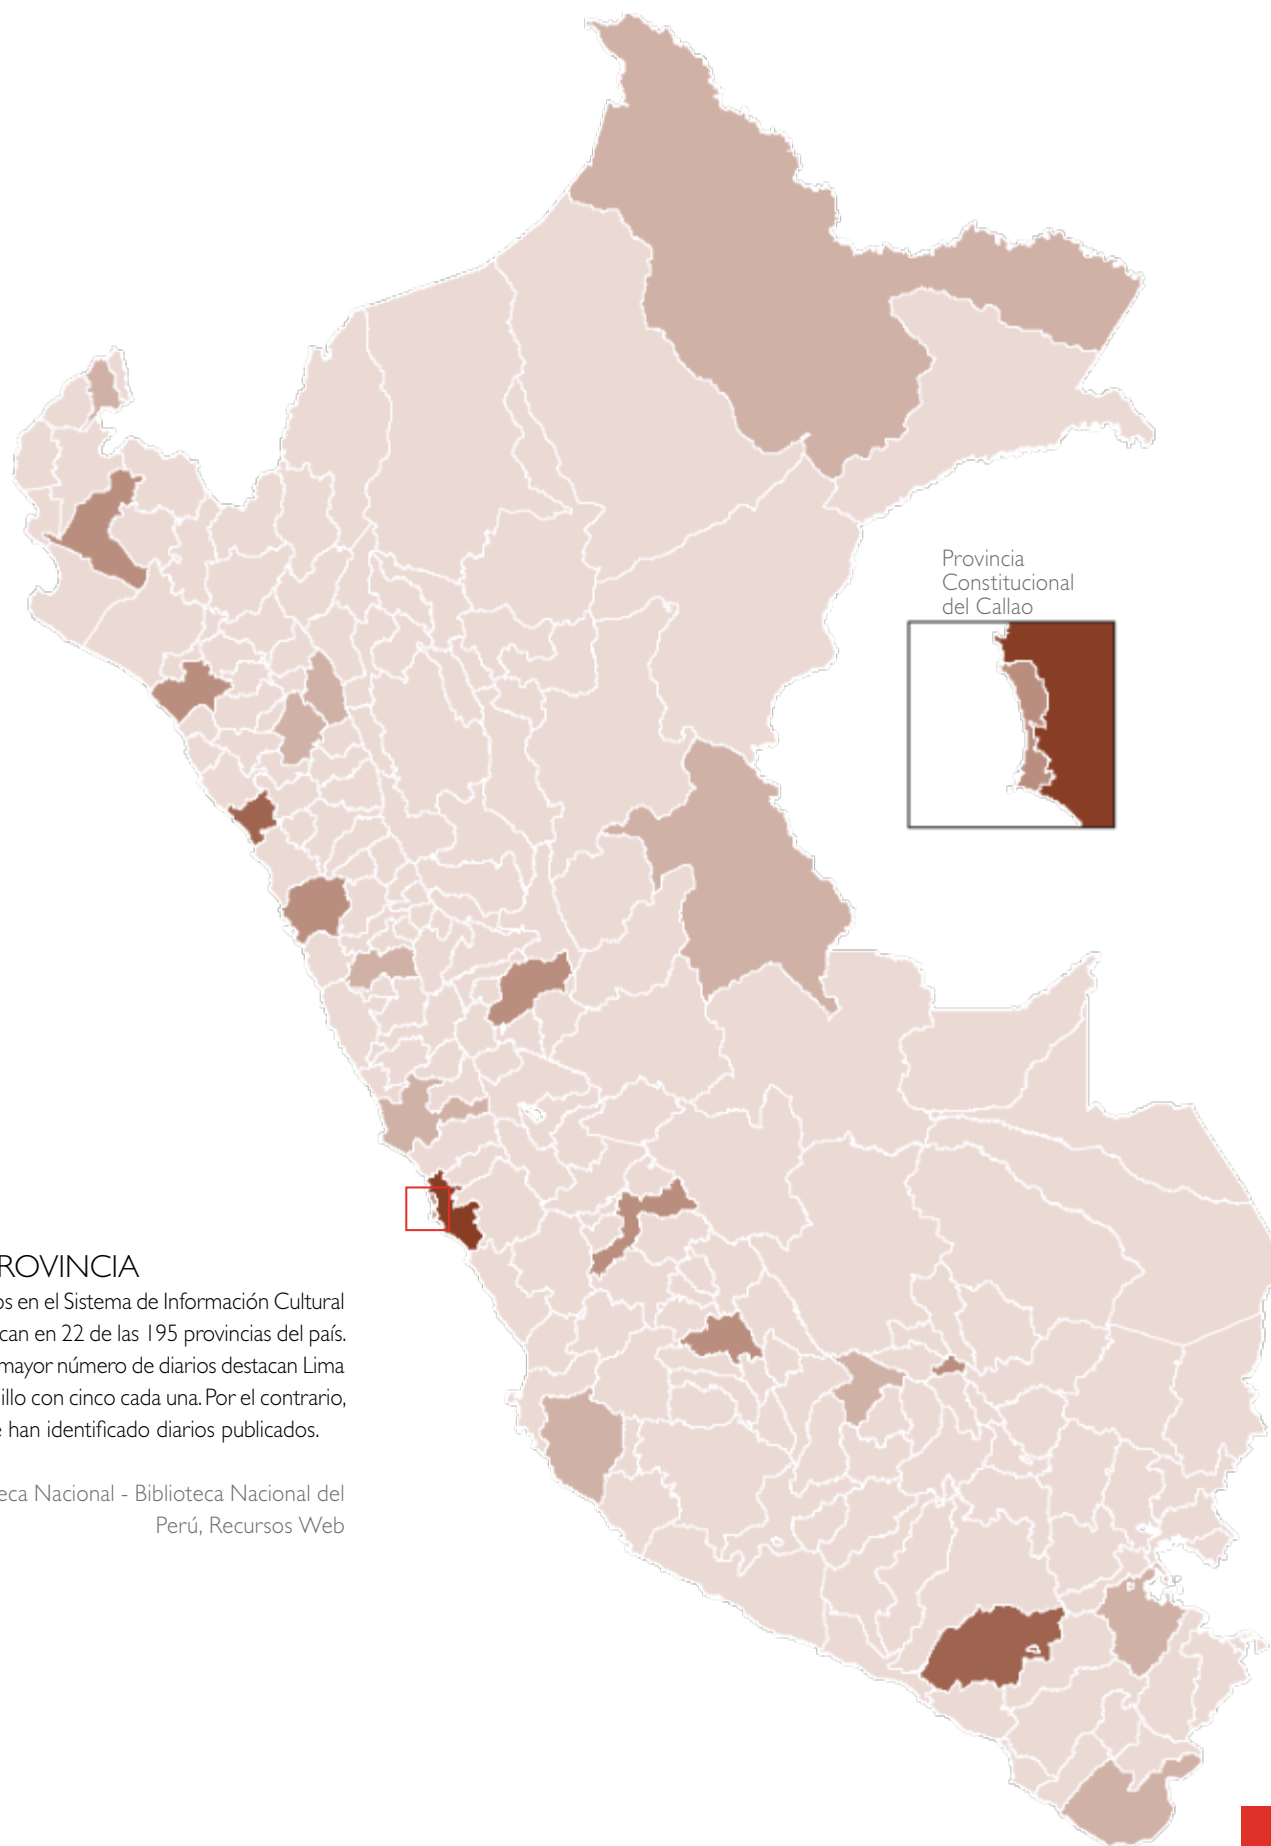 Provincia
Constitucional
del Callao
ROVINCIA
os en el Sistema de Información Cultural
can en 22 de las 195 provincias del país.
mayor número de diarios destacan Lima
illo con cinco cada una. Por el contrario,
e han identificado diarios publicados.
eca Nacional - Biblioteca Nacional del
Perú, Recursos Web